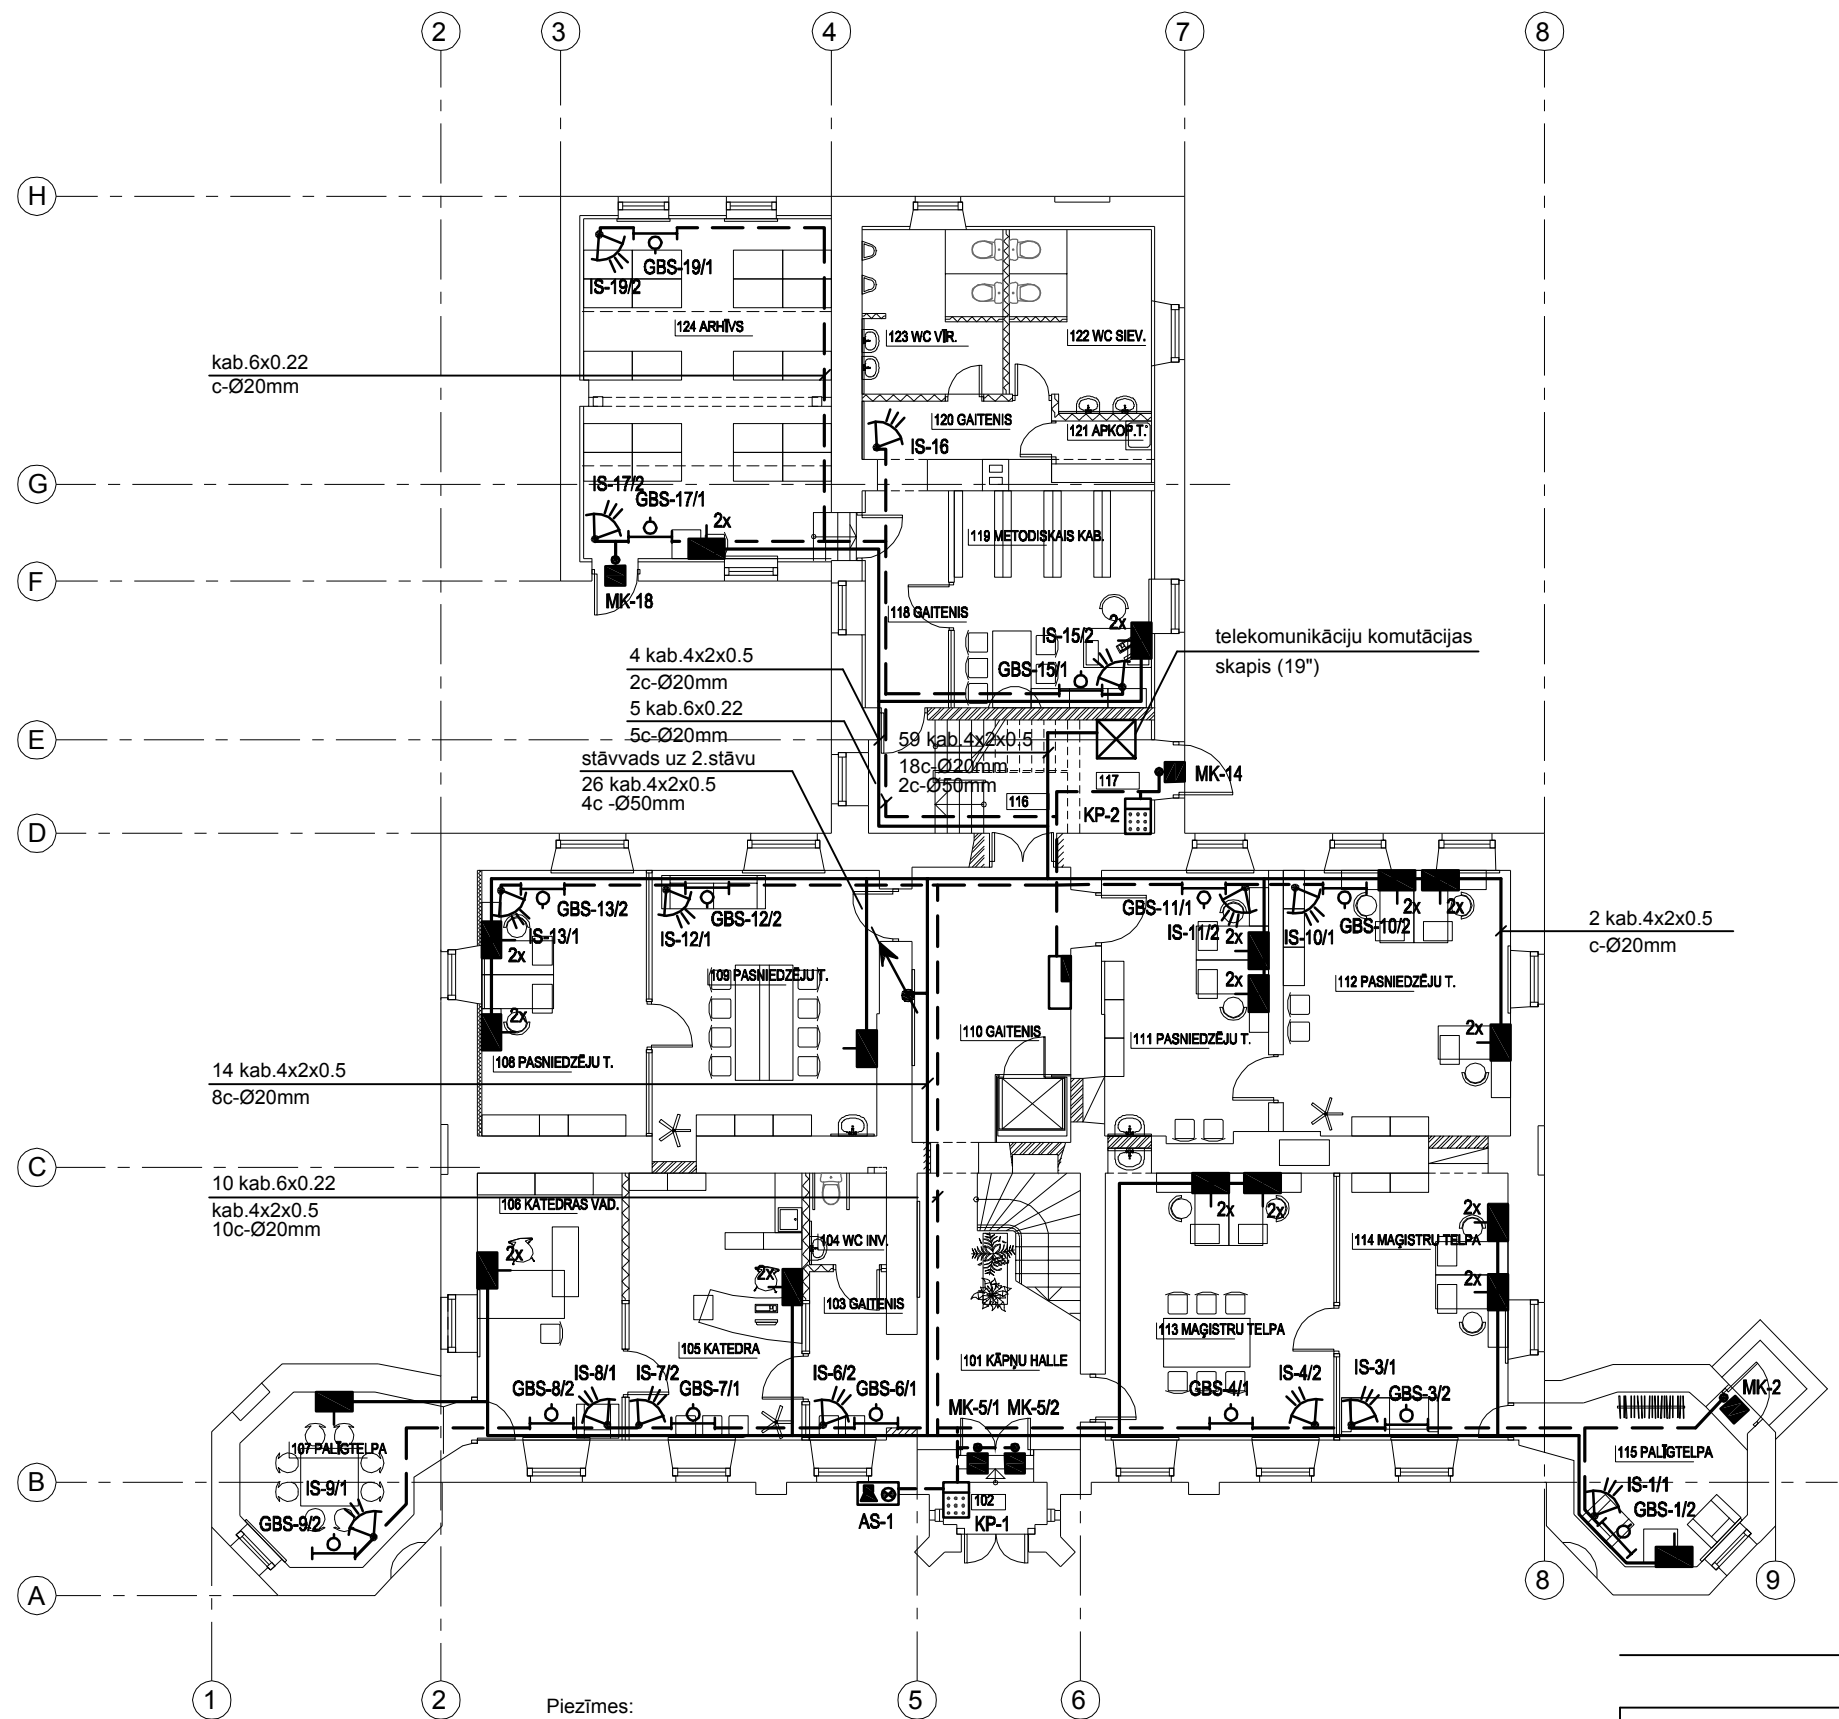 2
3
4
7
8
H
GBS-19/1
IS-19/2
124 ARHĪVS
123 WC VĪR.
122 WC SIEV.
kab.6x0.22
c-Ø20mm
120 GAITENIS
121 APKOP.T.
IS-16
G
IS-17/2
GBS-17/1
2x
119 METODISKAIS KAB.
F
MK-18
118 GAITENIS
2x
IS-15/2
GBS-15/1
telekomunikāciju komutācijas
skapis (19")
4 kab.4x2x0.5
2c-Ø20mm
5 kab.6x0.22
5c-Ø20mm
E
59 kab.4x2x0.5
18c-Ø20mm
2c-Ø50mm
stāvvads uz 2.stāvu
26 kab.4x2x0.5
4c -Ø50mm
117
MK-14
116
KP-2
D
GBS-13/2
IS-13/1
2x
2x
GBS-12/2
IS-12/1
GBS-11/1
IS-11/2
2x
2x
IS-10/1
GBS-10/2
2x
2x
2 kab.4x2x0.5
c-Ø20mm
109 PASNIEDZĒJU T.
112 PASNIEDZĒJU T.
2x
108 PASNIEDZĒJU T.
110 GAITENIS
111 PASNIEDZĒJU T.
14 kab.4x2x0.5
8c-Ø20mm
C
10 kab.6x0.22
kab.4x2x0.5
10c-Ø20mm
106 KATEDRAS VAD.
2x
104 WC INV.
2x
2x
2x
114 MAĢISTRU TELPA
2x
2x
103 GAITENIS
113 MAĢISTRU TELPA
105 KATEDRA
101 KĀPŅU HALLE
IS-8/1
GBS-8/2
IS-7/2
GBS-7/1
IS-6/2
GBS-6/1
MK-5/1
MK-5/2
GBS-4/1
IS-4/2
IS-3/1
GBS-3/2
MK-2
107 PALĪGTELPA
115 PALĪGTELPA
B
IS-9/1
GBS-9/2
AS-1
102
KP-1
IS-1/1
GBS-1/2
A
8
9
1
2
5
6
Piezīmes: